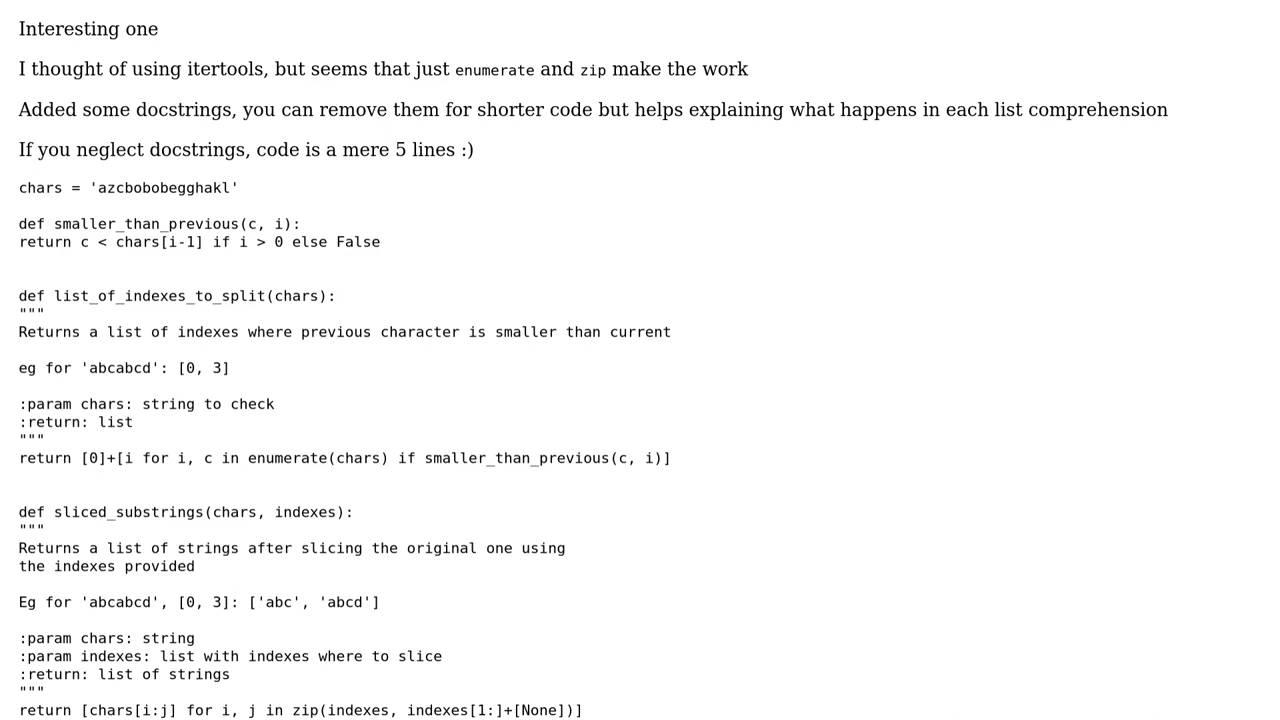 Interesting one
I thought of using itertools, but seems that just enumerate and zip make the work
Added some docstrings, you can remove them for shorter code but helps explaining what happens in each list comprehension
If you neglect docstrings, code is a mere 5 lines :)
chars = 'azcbobobegghakl'
def smaller_than_previous(c, i):
return c < chars[i-1] if i > 0 else False
def list_of_indexes_to_split(chars):
"""
Returns a list of indexes where previous character is smaller than current
eg for 'abcabcd': [0, 3]
:param chars: string to check
:return: list
"""
return [0]+[i for i, c in enumerate(chars) if smaller_than_previous(c, i)]
def sliced_substrings(chars, indexes):
"""
Returns a list of strings after slicing the original one using
the indexes provided
Eg for 'abcabcd', [0, 3]: ['abc', 'abcd']
:param chars: string
:param indexes: list with indexes where to slice
:return: list of strings
"""
return [chars[i:j] for i, j in zip(indexes, indexes[1:]+[None])]